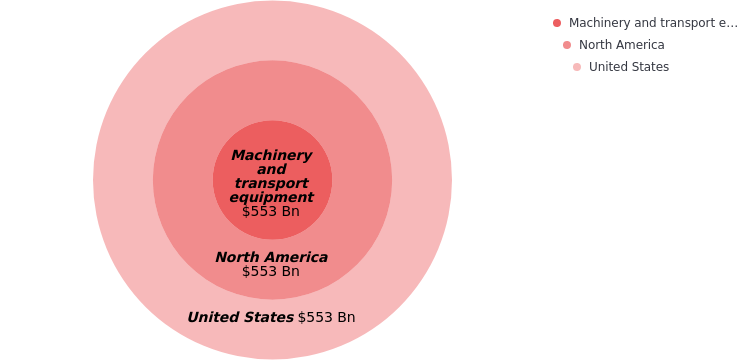 Machinery
and
transport
equipment
$553 Bn
North America
$553 Bn
United States $553 Bn
Machinery and transport e...
North America
United States